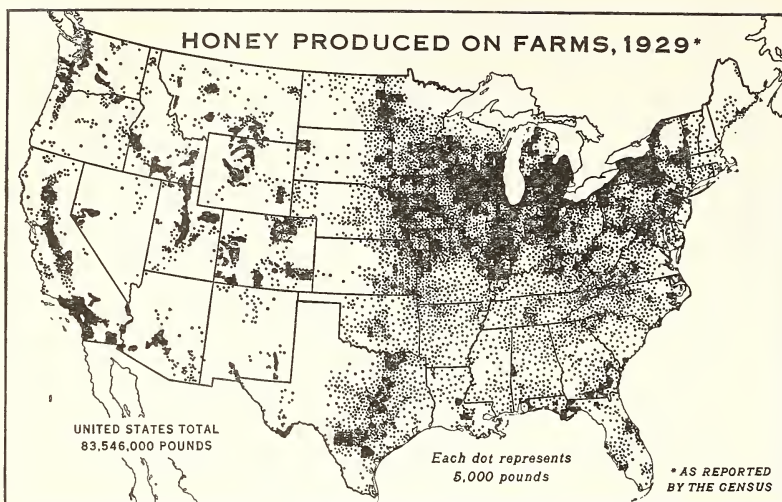 HONEY PRODUCED ON FARMS, 1929*
UNITED STATES TOTAL
83,546,000 POUNDS
Each dot represents
5,000 pounds
* AS REPORTED
BY THE CENSUS